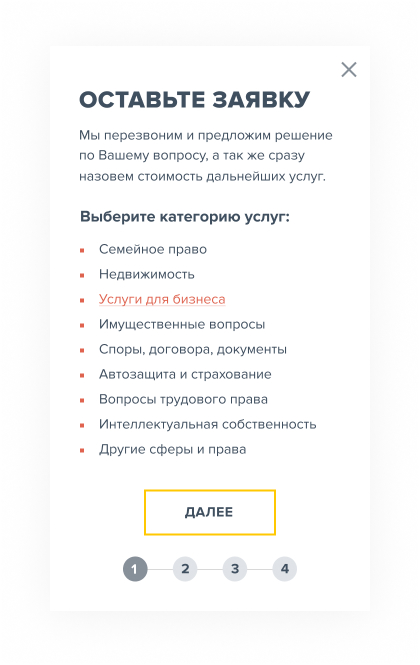 ОСТАВЬТЕ ЗАЯВКУ
Мы перезвоним и предложим решение
по Вашему вопросу, а так же сразу
назовем стоимость дальнейших услуг.
Выберите категорию услуг:
Семейное право
Недвижимость
Услуги для бизнеса
Имущественные вопросы
Споры, договора, документы
Автозащита и страхование
Вопросы трудового права
Интеллектуальная собственность
Другие сферы и права
ДАЛЕЕ
1 2 3 4